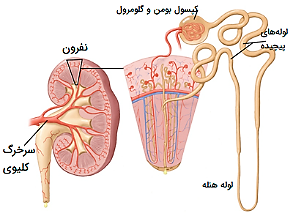 کپسول بومن و گلومرول
لوله‌های
پیچیده
نفرون
سرخرگ
کلیوی
لوله هنله